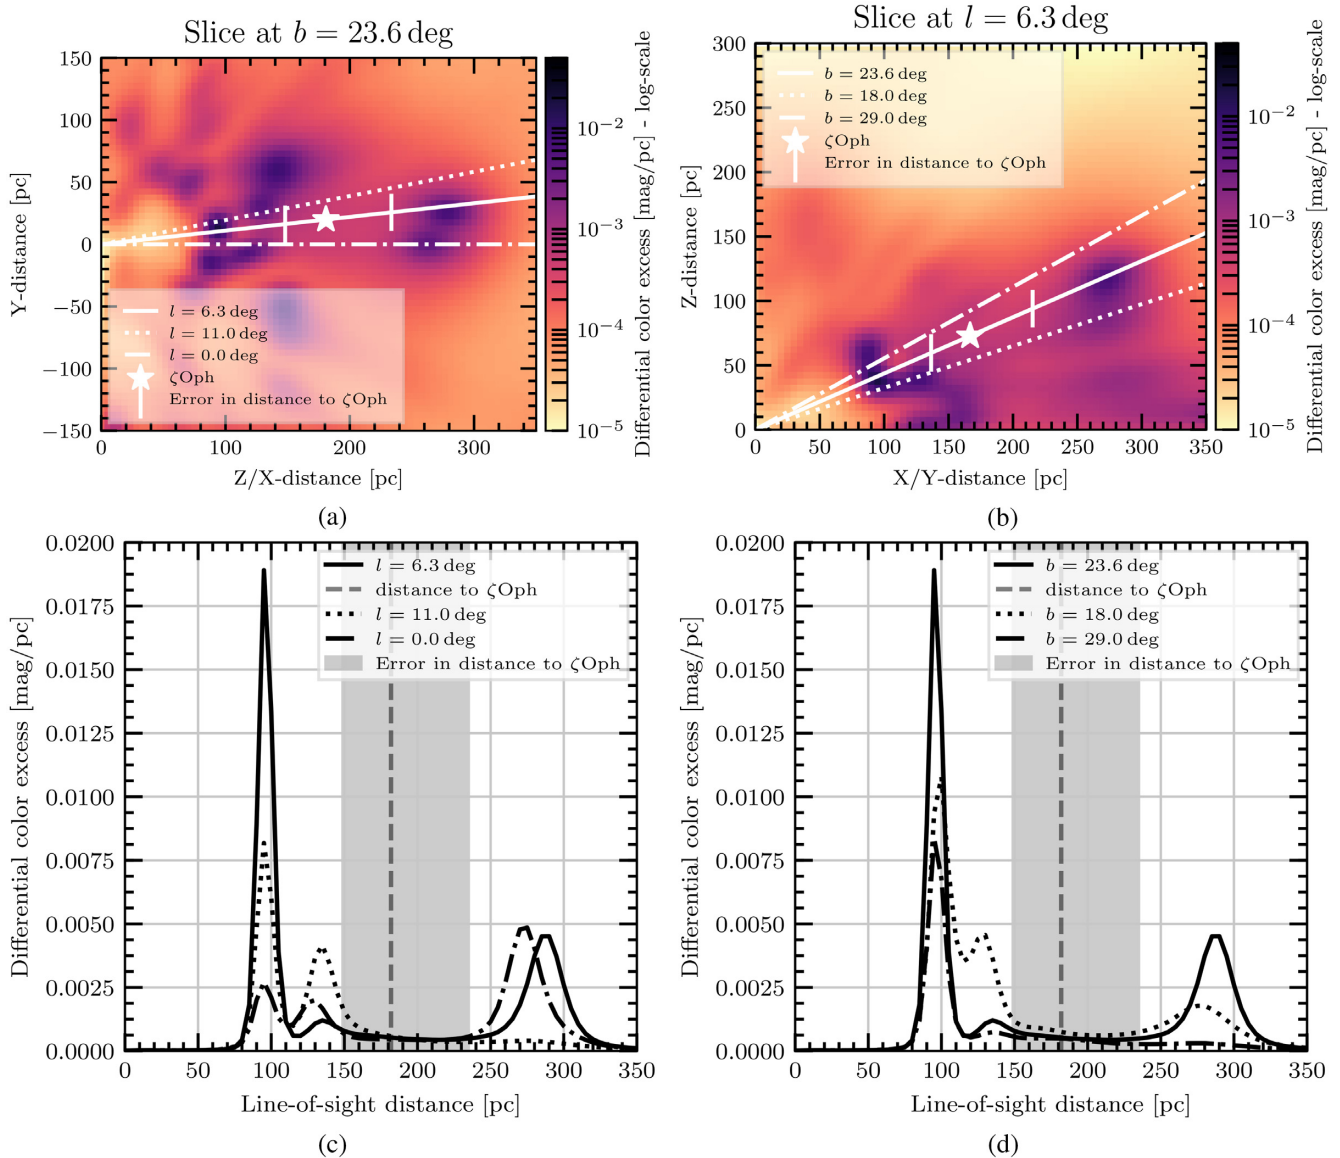 Slice at b = 23.6 deg
150
100
50
0
−50
−100
−150
Y-distance [pc]
l = 6.3 deg
l = 11.0 deg
l = 0.0 deg
ζOph
Error in distance to ζOph
0
100
200
300
Z/X-distance [pc]
10−2
10−3
10−4
10−5
Differential color excess [mag/pc] - log-scale
(a)
Slice at l = 6.3 deg
300
250
200
150
100
50
0
Z-distance [pc]
b = 23.6 deg
b = 18.0 deg
b = 29.0 deg
ζOph
Error in distance to ζOph
0
50
100
150
200
250
300
350
X/Y-distance [pc]
10−2
10−3
10−4
10−5
Differential color excess [mag/pc] - log-scale
(b)
0.0200
0.0175
0.0150
0.0125
0.0100
0.0075
0.0050
0.0025
0.0000
Differential color excess [mag/pc]
l = 6.3 deg
distance to ζOph
l = 11.0 deg
l = 0.0 deg
Error in distance to ζOph
0
50
100
150
200
250
300
350
Line-of-sight distance [pc]
(c)
0.0200
0.0175
0.0150
0.0125
0.0100
0.0075
0.0050
0.0025
0.0000
Differential color excess [mag/pc]
b = 23.6 deg
distance to ζOph
b = 18.0 deg
b = 29.0 deg
Error in distance to ζOph
0
50
100
150
200
250
300
350
Line-of-sight distance [pc]
(d)